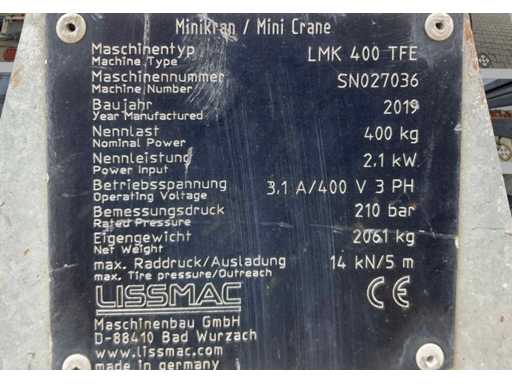 Minikran / Mini Crane
Maschinentyp LMK 400 TFE
Machine Type
Maschinennummer SN027036
Machine Number
Baujahr 2019
Year Manufactured
Nennlast 400 kg
Nominal Power
Nennleistung 2.1 kW
Power Input
Betriebsspannung 3.1 A/400 V 3 PH
Operating Voltage
Bemessungsdruck 210 bar
Rated Pressure
Eigengewicht 2061 kg
Net Weight
max. Raddruck/Ausladung 14 kN/5 m
max. Tire pressure/Outreach
LISSMAC CE
Maschinenbau GmbH
D-88410 Bad Wurzach
www.lissmac.com
made in germany